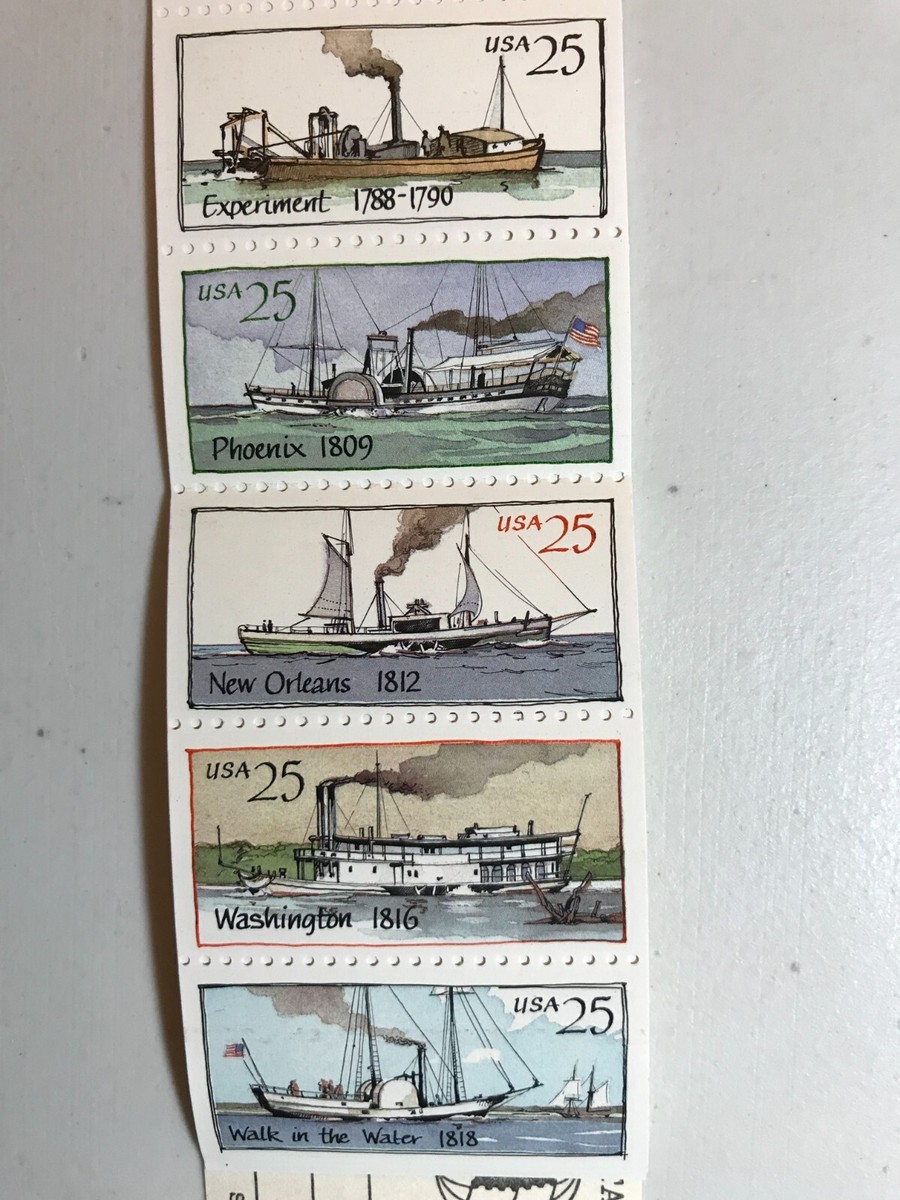 USA 25
Experiment 1788-1790
USA 25
Phoenix 1809
USA 25
New Orleans 1812
USA 25
Washington 1816
USA 25
Walk in the Water 1818